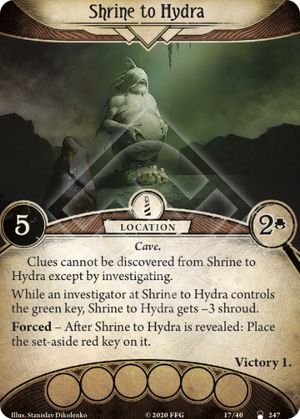 Shrine to Hydra
5
LOCATION
2
Cave.
Clues cannot be discovered from Shrine to
Hydra except by investigating.
While an investigator at Shrine to Hydra controls
the green key, Shrine to Hydra gets –3 shroud.
Forced – After Shrine to Hydra is revealed: Place
the set-aside red key on it.
Victory 1.
Illus. Stanislav Dikolenko
© 2020 FFG
17/40
247